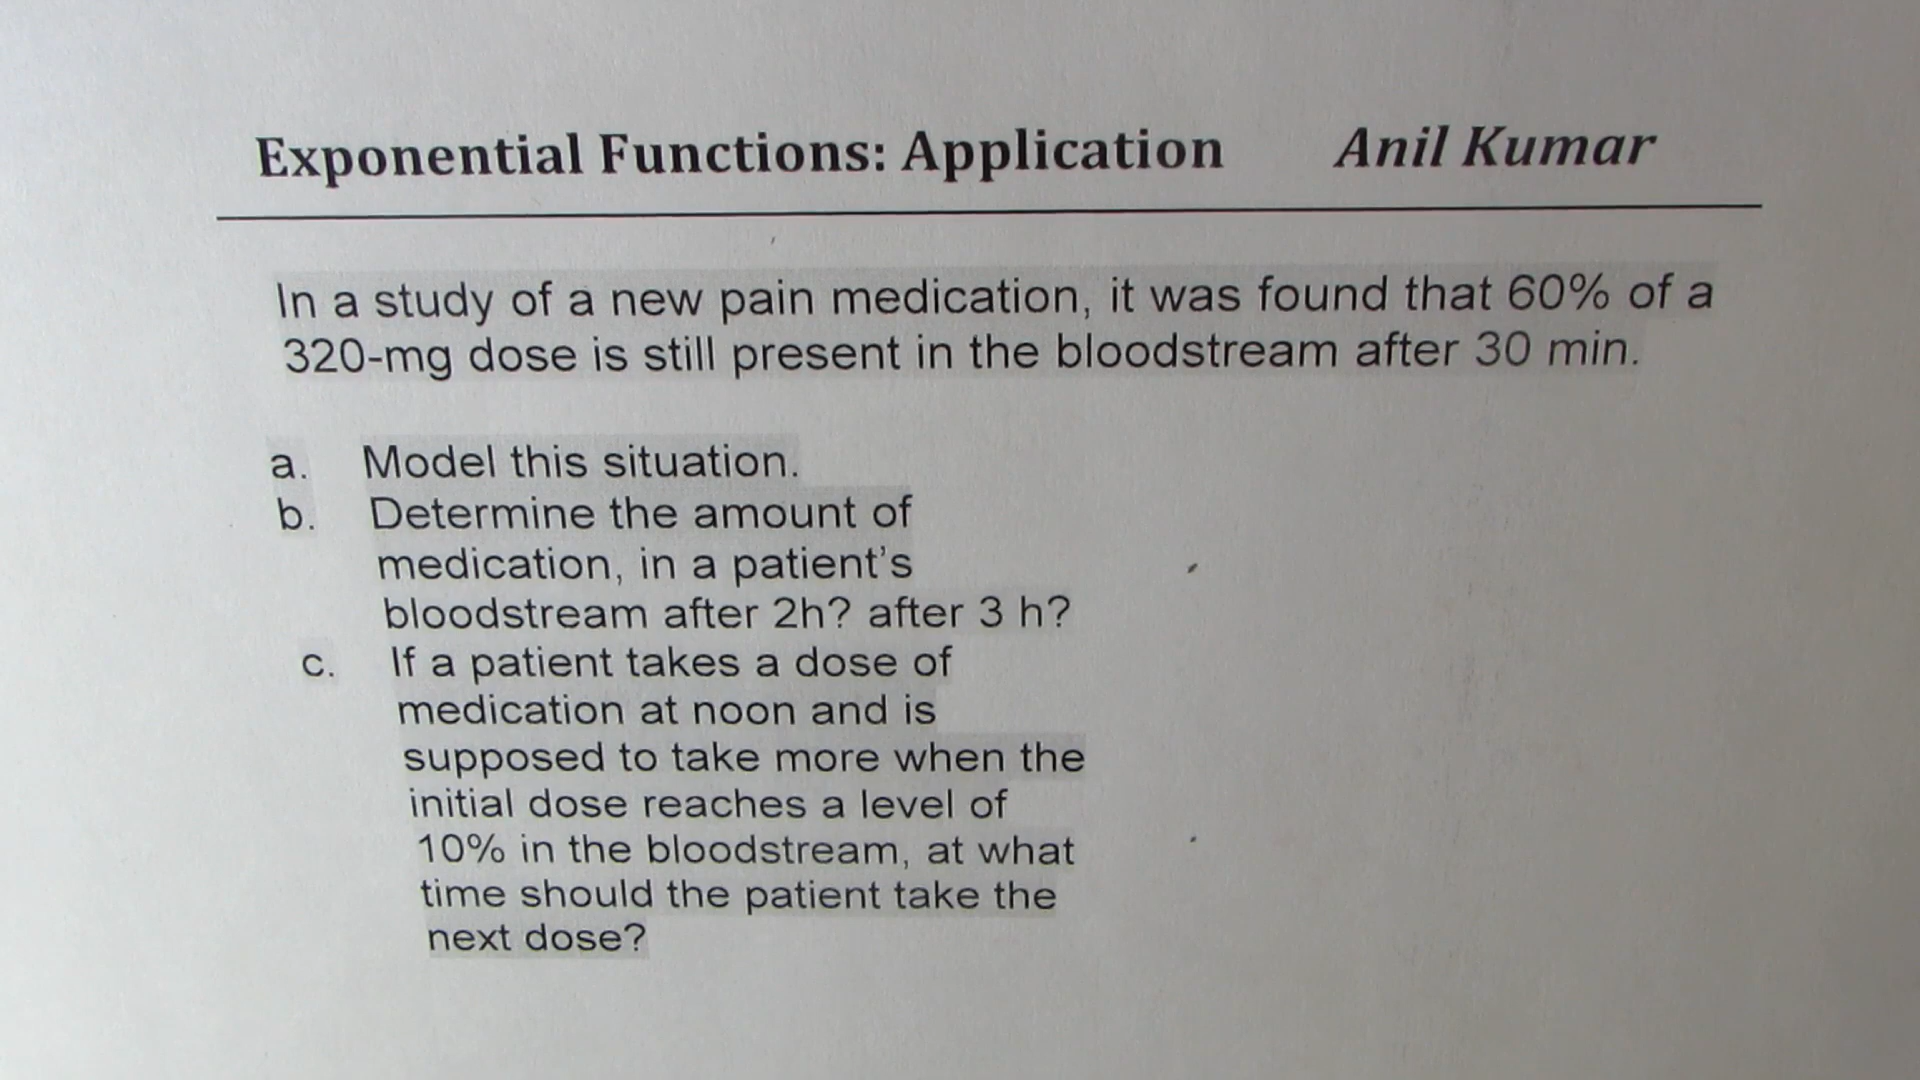 Exponential Functions: Application Anil Kumar
In a study of a new pain medication, it was found that 60% of a
320-mg dose is still present in the bloodstream after 30 min.
a. Model this situation.
b. Determine the amount of
medication, in a patient's
bloodstream after 2h? after 3 h?
c. If a patient takes a dose of
medication at noon and is
supposed to take more when the
initial dose reaches a level of
10% in the bloodstream, at what
time should the patient take the
next dose?